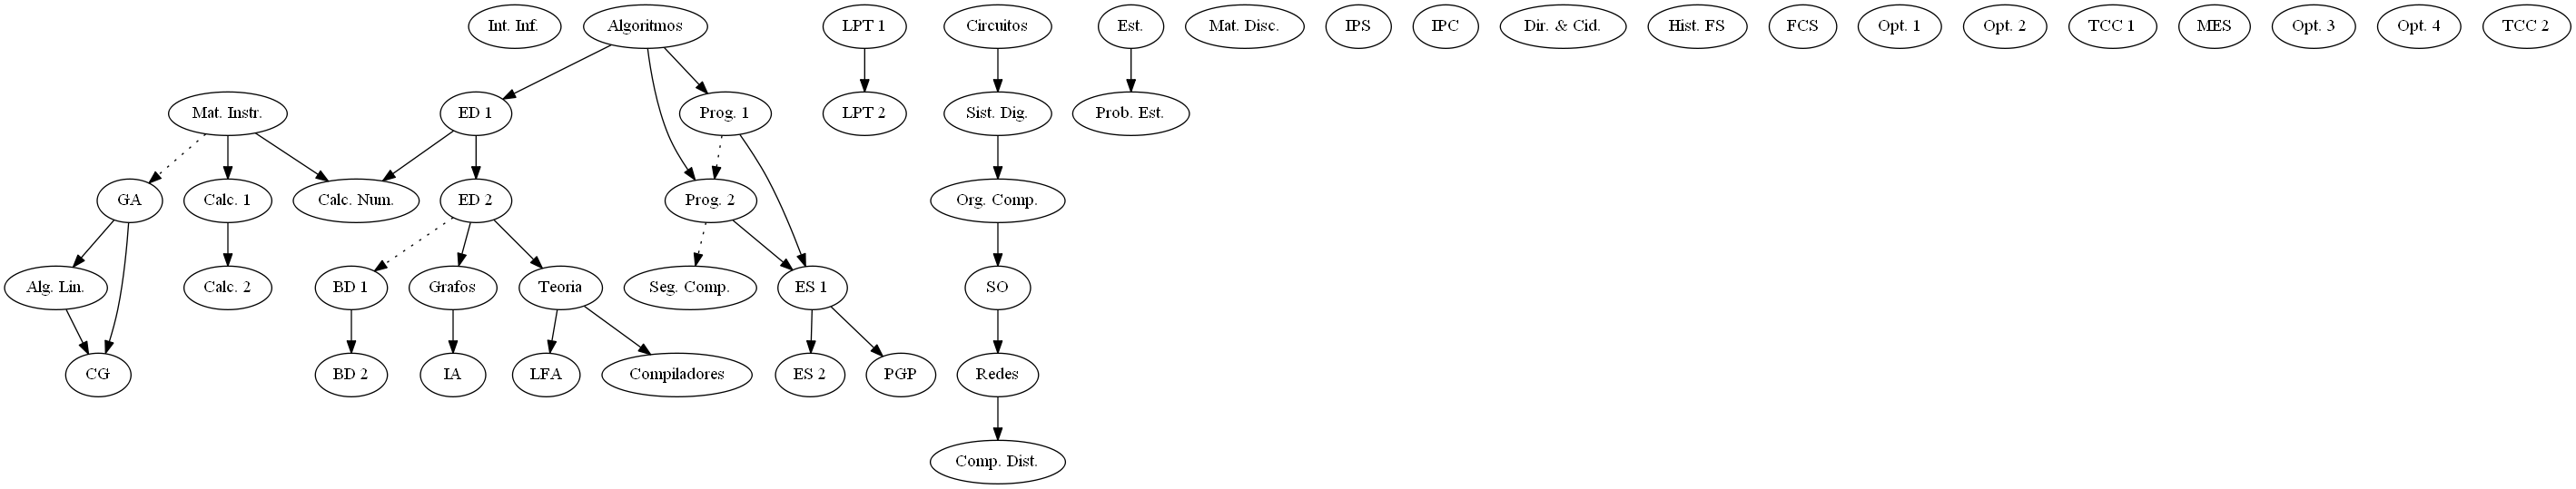 Int. Inf.
Algoritmos
LPT 1
Circuitos
Est.
Mat. Disc.
IPS
IPC
Dir. & Cid.
Hist. FS
FCS
Opt. 1
Opt. 2
TCC 1
MES
Opt. 3
Opt. 4
TCC 2
Mat. Instr.
ED 1
Prog. 1
LPT 2
Sist. Dig.
Prob. Est.
GA
Calc. 1
Calc. Num.
ED 2
Prog. 2
Org. Comp.
Alg. Lin.
Calc. 2
BD 1
Grafos
Teoria
Seg. Comp.
ES 1
SO
CG
BD 2
IA
LFA
Compiladores
ES 2
PGP
Redes
Comp. Dist.